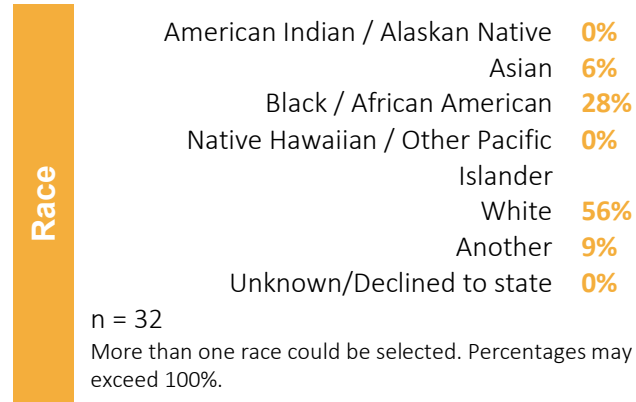 Race
American Indian / Alaskan Native 0%
Asian 6%
Black / African American 28%
Native Hawaiian / Other Pacific 0%
Islander
White 56%
Another 9%
Unknown/Declined to state 0%
n = 32
More than one race could be selected. Percentages may
exceed 100%.